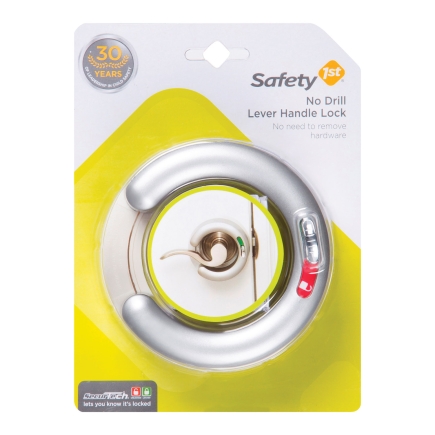 30
YEARS
Safety 1st
No Drill
Lever Handle Lock
No need to remove
hardware
SecureTech
lets you know it's locked